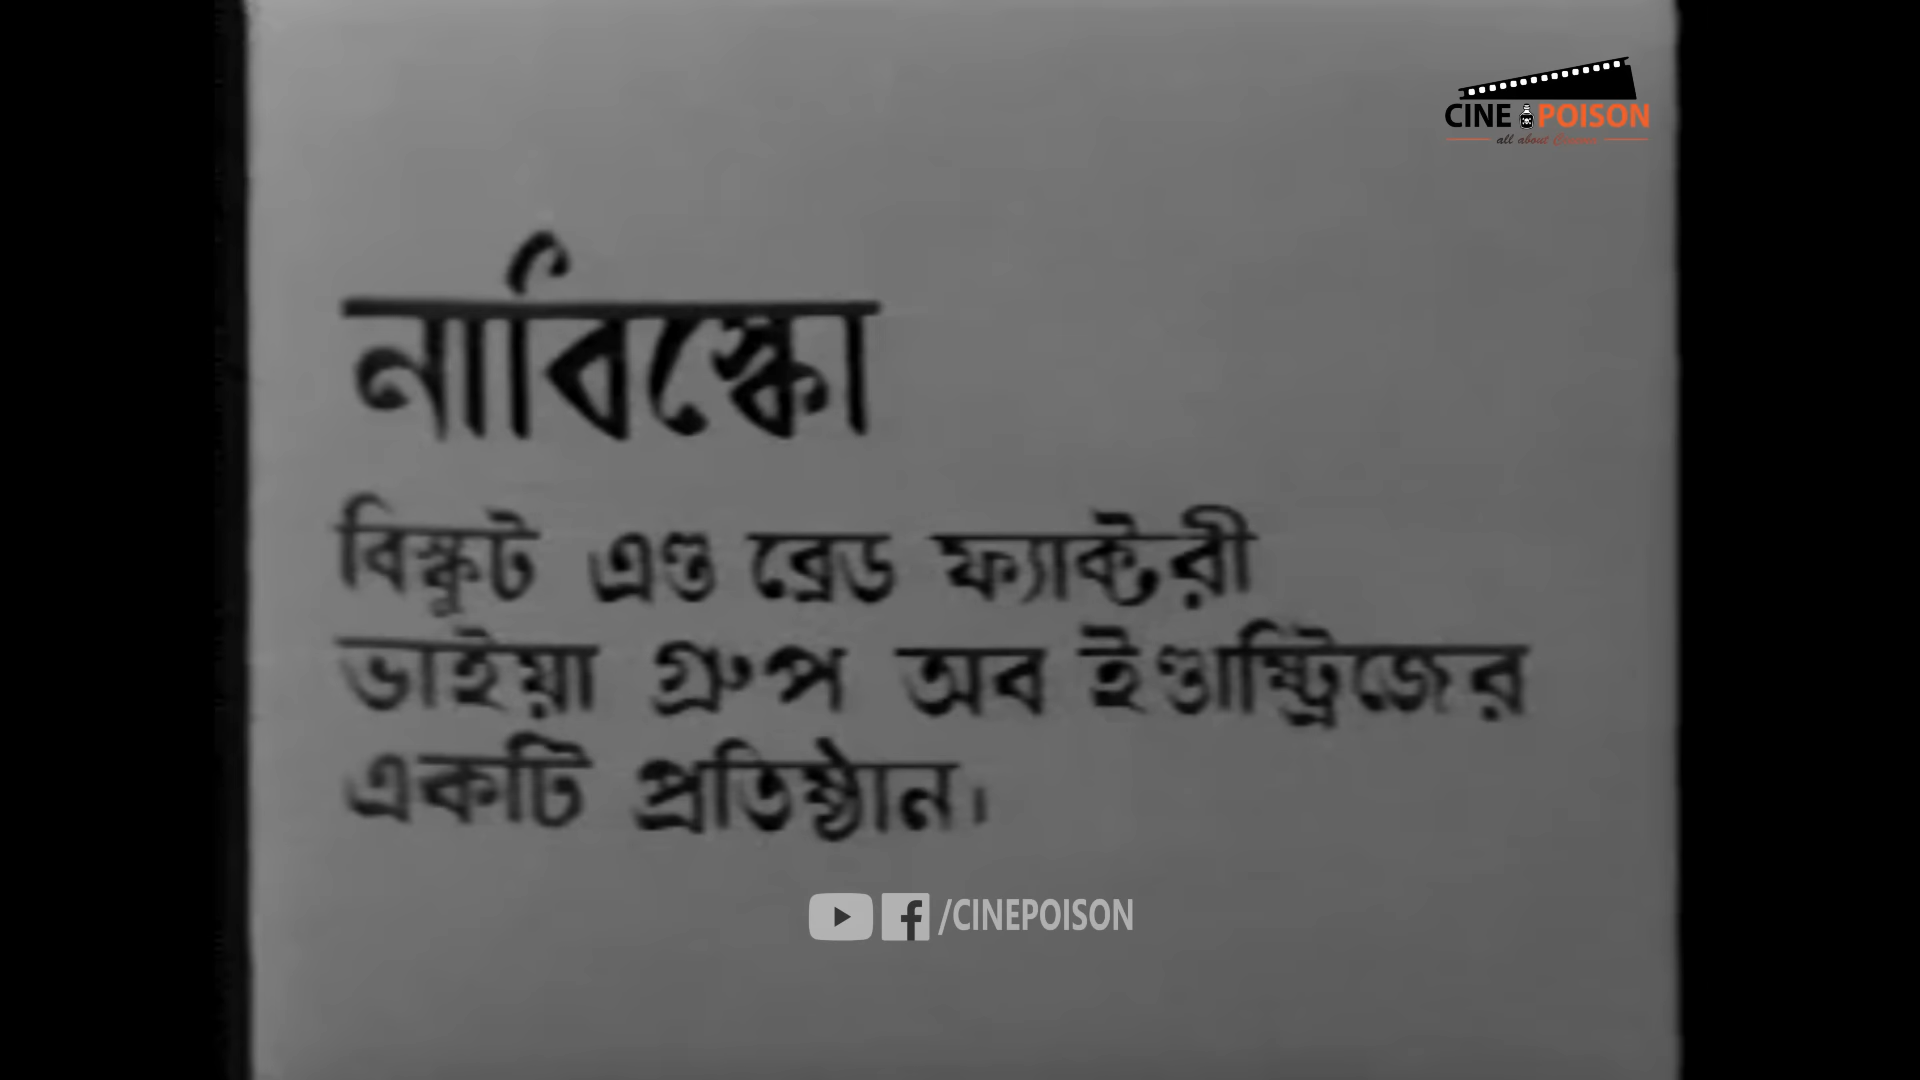 CINE POISON
all about Cinema
নাবিস্কো
বিস্কুট এণ্ড ব্রেড ফ্যাক্টরী
ভাইয়া গ্রুপ অব ইণ্ডাষ্ট্রিজের
একটি প্রতিষ্ঠান।
/CINEPOISON